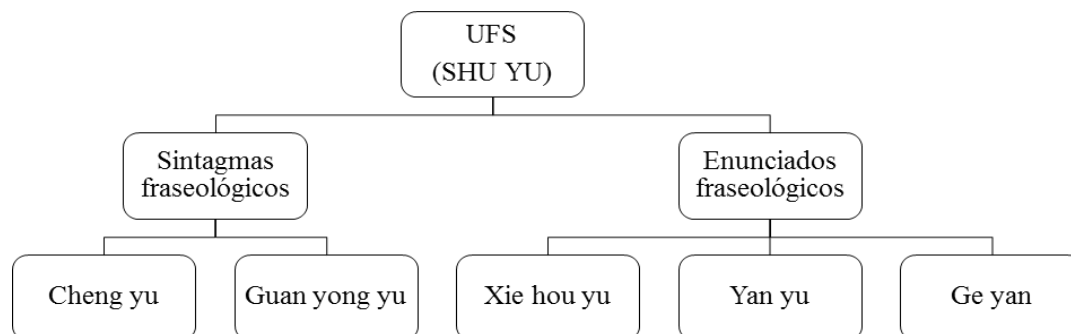 UFS
(SHU YU)
Sintagmas
fraseológicos
Enunciados
fraseológicos
Cheng yu
Guan yong yu
Xie hou yu
Yan yu
Ge yan